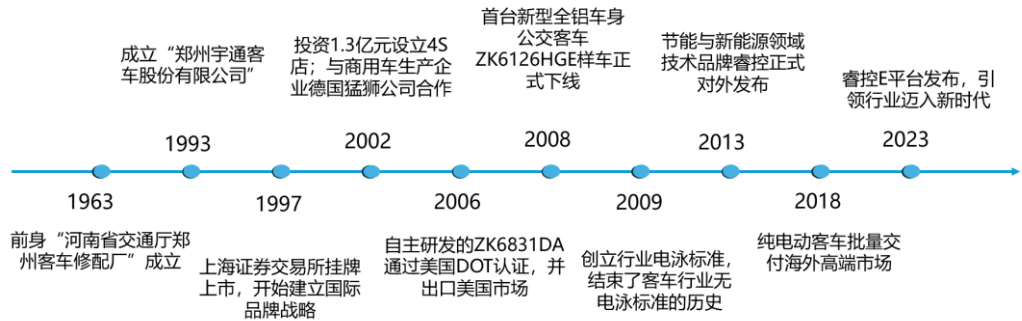 成立“郑州宇通客
车股份有限公司”
1993
投资1.3亿元设立4S
店；与商用车生产企
业德国猛狮公司合作
2002
首台新型全铝车身
公交客车
ZK6126HGE样车正
式下线
2008
节能与新能源领域
技术品牌睿控正式
对外发布
2013
睿控E平台发布，引
领行业迈入新时代
2023
1963
前身“河南省交通厅郑
州客车修配厂”成立
1997
上海证券交易所挂牌
上市，开始建立国际
品牌战略
2006
自主研发的ZK6831DA
通过美国DOT认证，并
出口美国市场
2009
创立行业电泳标准，
结束了客车行业无
电泳标准的历史
2018
纯电动客车批量交
付海外高端市场